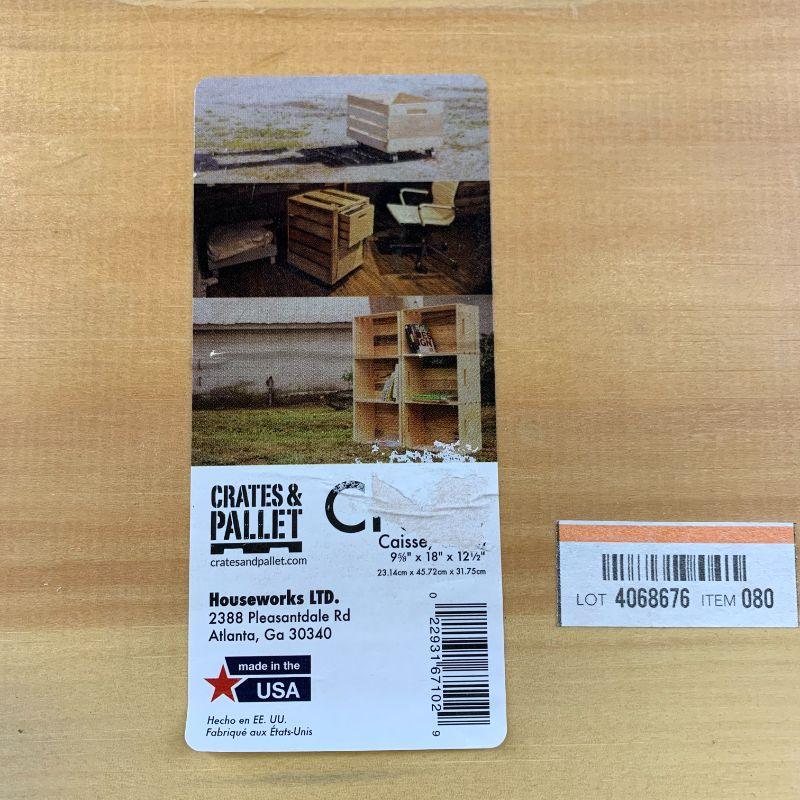 CRATES &
PALLET
cratesandpallet.com
Caisse,
9⅝" x 18" x 12½"
23.14cm x 45.72cm x 31.75cm
Houseworks LTD.
2388 Pleasantdale Rd
Atlanta, Ga 30340
made in the
USA
Hecho en EE. UU.
Fabriqué aux États-Unis
0 22931 67102 9
LOT 4068676 ITEM 080